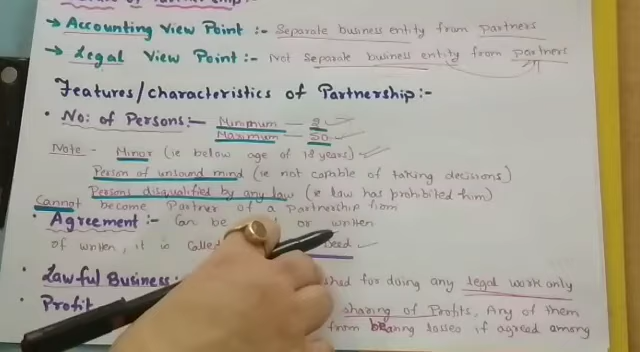 of Partnership:-
→ Accounting View Point :- Separate business entity from partners
→ Legal View Point :- Not Separate business entity from partners
Features/characteristics of Partnership:-
• No: of Persons:- Minimum - 2
Maximum - 50
Note - Minor (ie below age of 18 years)
Person of unsound mind (ie not capable of taking decisions)
Persons disqualified by any law (ie law has prohibited him)
Cannot become Partner of a partnership firm
• Agreement :- Can be or written
Of written, it is called Deed
• Lawful Business: for doing any legal work only
• Profit sharing of Profits. Any of them
from bearing losses if agreed among